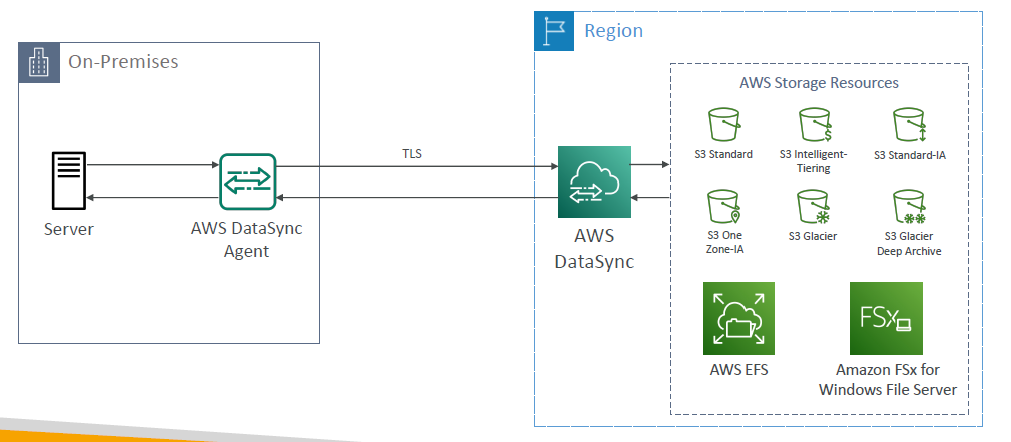 Region
On-Premises
AWS Storage Resources
S3 Standard
S3 Intelligent-
Tiering
S3 Standard-IA
TLS
Server
AWS DataSync
Agent
AWS
DataSync
S3 One
Zone-IA
S3 Glacier
S3 Glacier
Deep Archive
FSx
AWS EFS
Amazon FSx for
Windows File Server